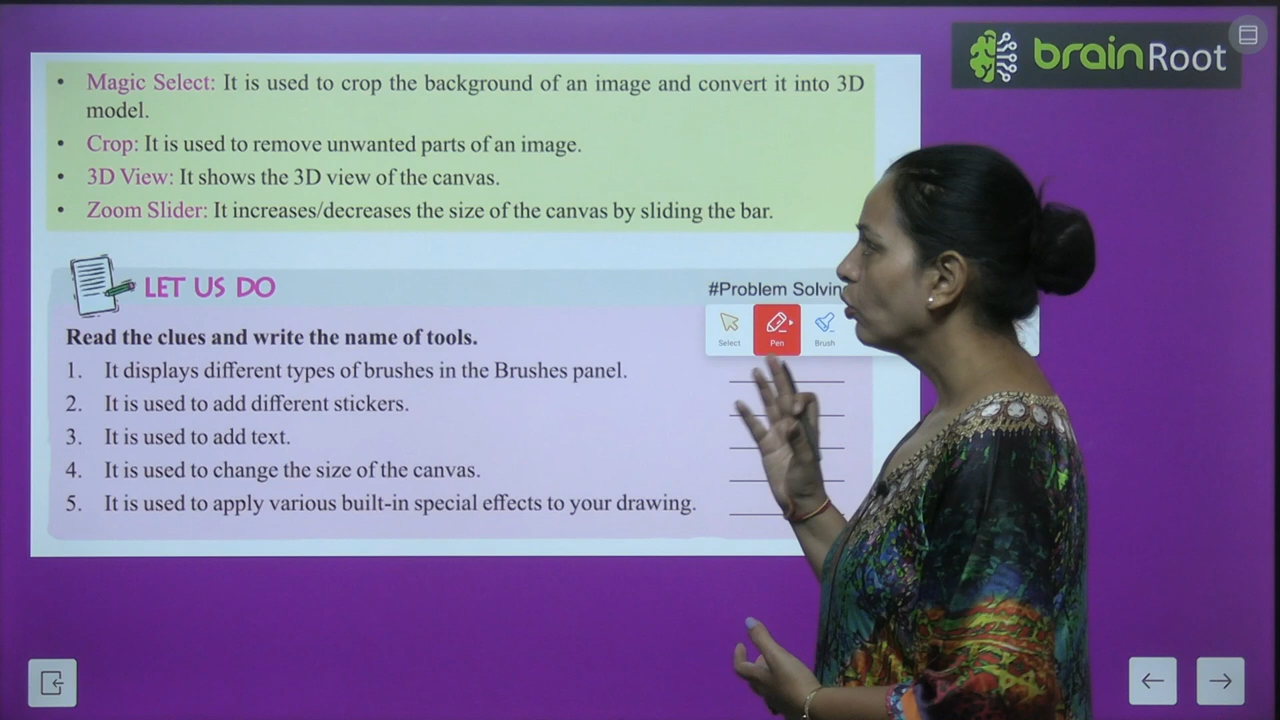 brainRoot
• Magic Select: It is used to crop the background of an image and convert it into 3D
model.
• Crop: It is used to remove unwanted parts of an image.
• 3D View: It shows the 3D view of the canvas.
• Zoom Slider: It increases/decreases the size of the canvas by sliding the bar.
LET US DO
#Problem Solvin
Select Pen Brush
Read the clues and write the name of tools.
1. It displays different types of brushes in the Brushes panel.
2. It is used to add different stickers.
3. It is used to add text.
4. It is used to change the size of the canvas.
5. It is used to apply various built-in special effects to your drawing.